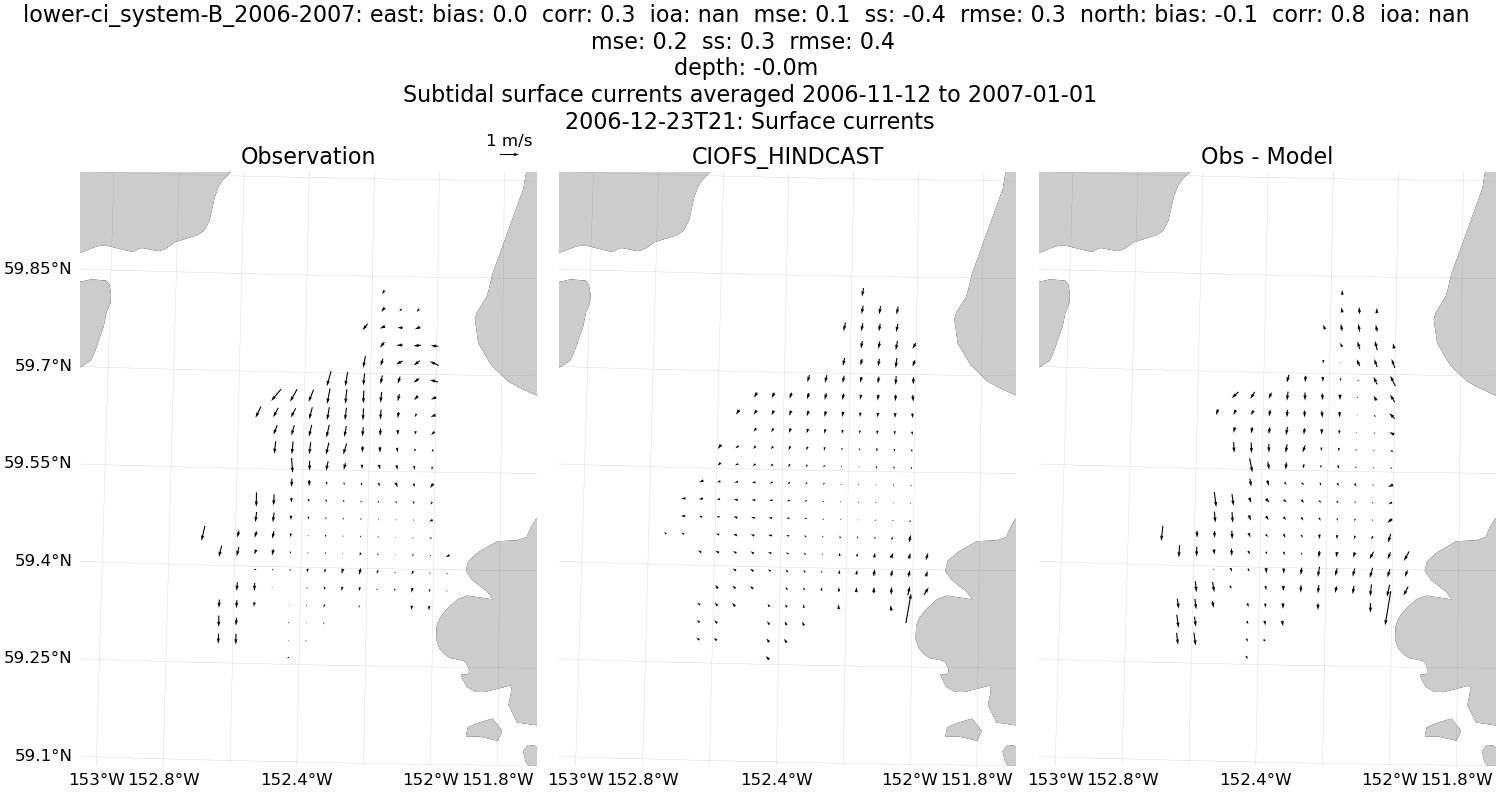 lower-ci_system-B_2006-2007: east: bias: 0.0  corr: 0.3  ioa: nan  mse: 0.1  ss: -0.4  rmse: 0.3  north: bias: -0.1  corr: 0.8  ioa: nan
mse: 0.2  ss: 0.3  rmse: 0.4
depth: -0.0m
Subtidal surface currents averaged 2006-11-12 to 2007-01-01
2006-12-23T21: Surface currents
1 m/s
Observation
CIOFS_HINDCAST
Obs - Model
59.85°N
59.7°N
59.55°N
59.4°N
59.25°N
59.1°N
153°W 152.8°W 152.4°W 152°W 151.8°W
153°W 152.8°W 152.4°W 152°W 151.8°W
153°W 152.8°W 152.4°W 152°W 151.8°W